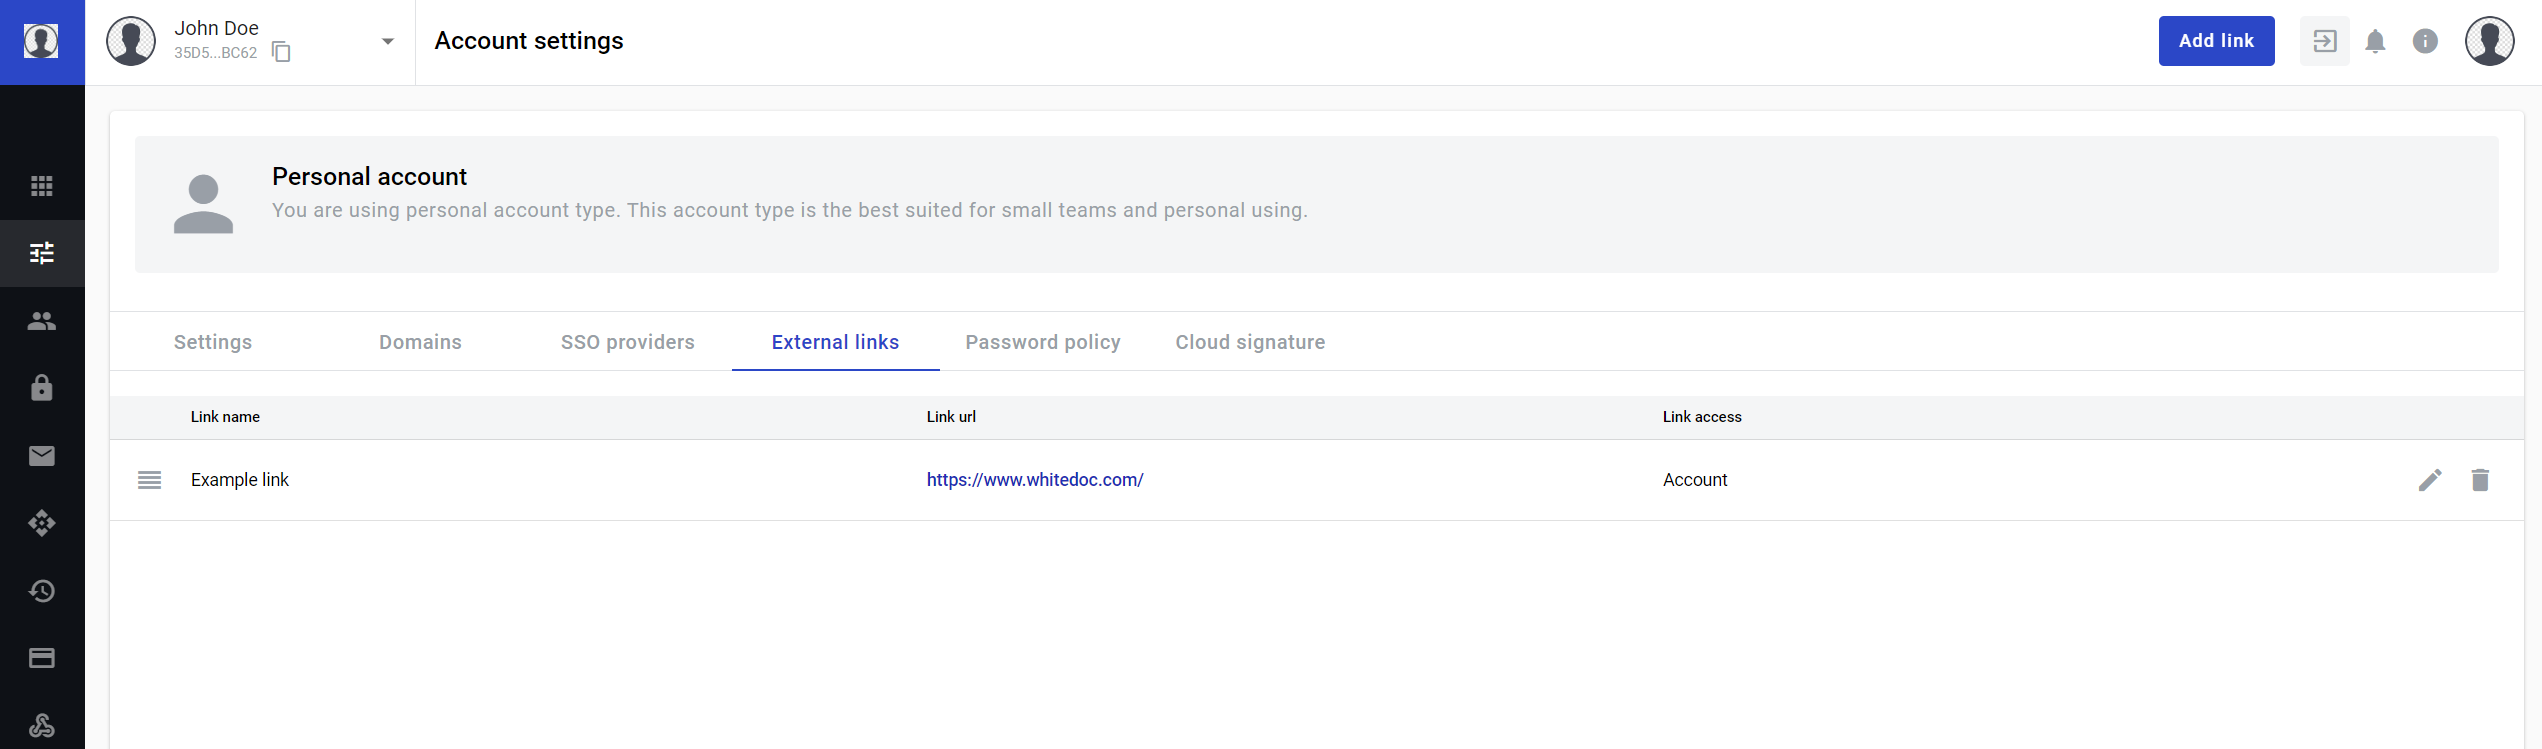 John Doe
35D5...BC62
Account settings
Add link
Personal account
You are using personal account type. This account type is the best suited for small teams and personal using.
Settings Domains SSO providers External links Password policy Cloud signature
Link name Link url Link access
Example link https://www.whitedoc.com/ Account